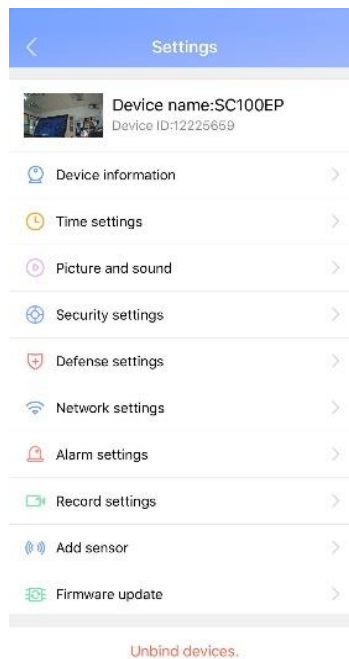 Settings
Device name:SC100EP
Device ID:12225659
Device information
Time settings
Picture and sound
Security settings
Defense settings
Network settings
Alarm settings
Record settings
Add sensor
Firmware update
Unbind devices.